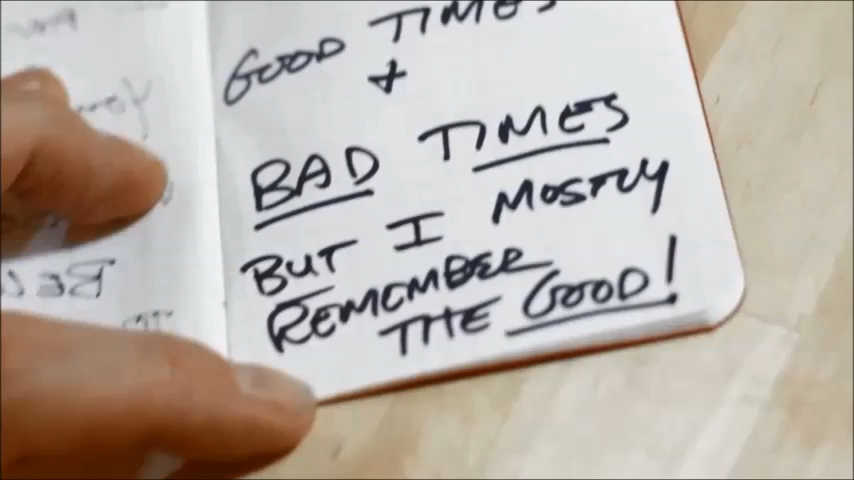 GOOD TIMES
+
BAD TIMES
BUT I MOSTLY
REMEMBER
THE GOOD!